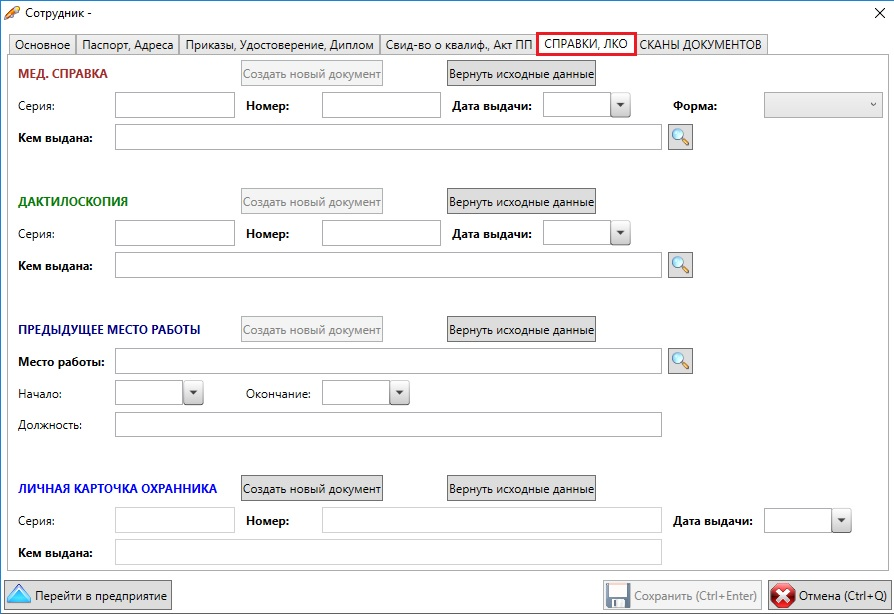 Сотрудник -
Основное Паспорт, Адреса Приказы, Удостоверение, Диплом Свид-во о квалиф., Акт ПП СПРАВКИ, ЛКО СКАНЫ ДОКУМЕНТОВ
МЕД. СПРАВКА Создать новый документ Вернуть исходные данные
Серия: Номер: Дата выдачи: Форма:
Кем выдана:
ДАКТИЛОСКОПИЯ Создать новый документ Вернуть исходные данные
Серия: Номер: Дата выдачи:
Кем выдана:
ПРЕДЫДУЩЕЕ МЕСТО РАБОТЫ Создать новый документ Вернуть исходные данные
Место работы:
Начало: Окончание:
Должность:
ЛИЧНАЯ КАРТОЧКА ОХРАННИКА Создать новый документ Вернуть исходные данные
Серия: Номер: Дата выдачи:
Кем выдана:
Перейти в предприятие Сохранить (Ctrl+Enter) Отмена (Ctrl+Q)